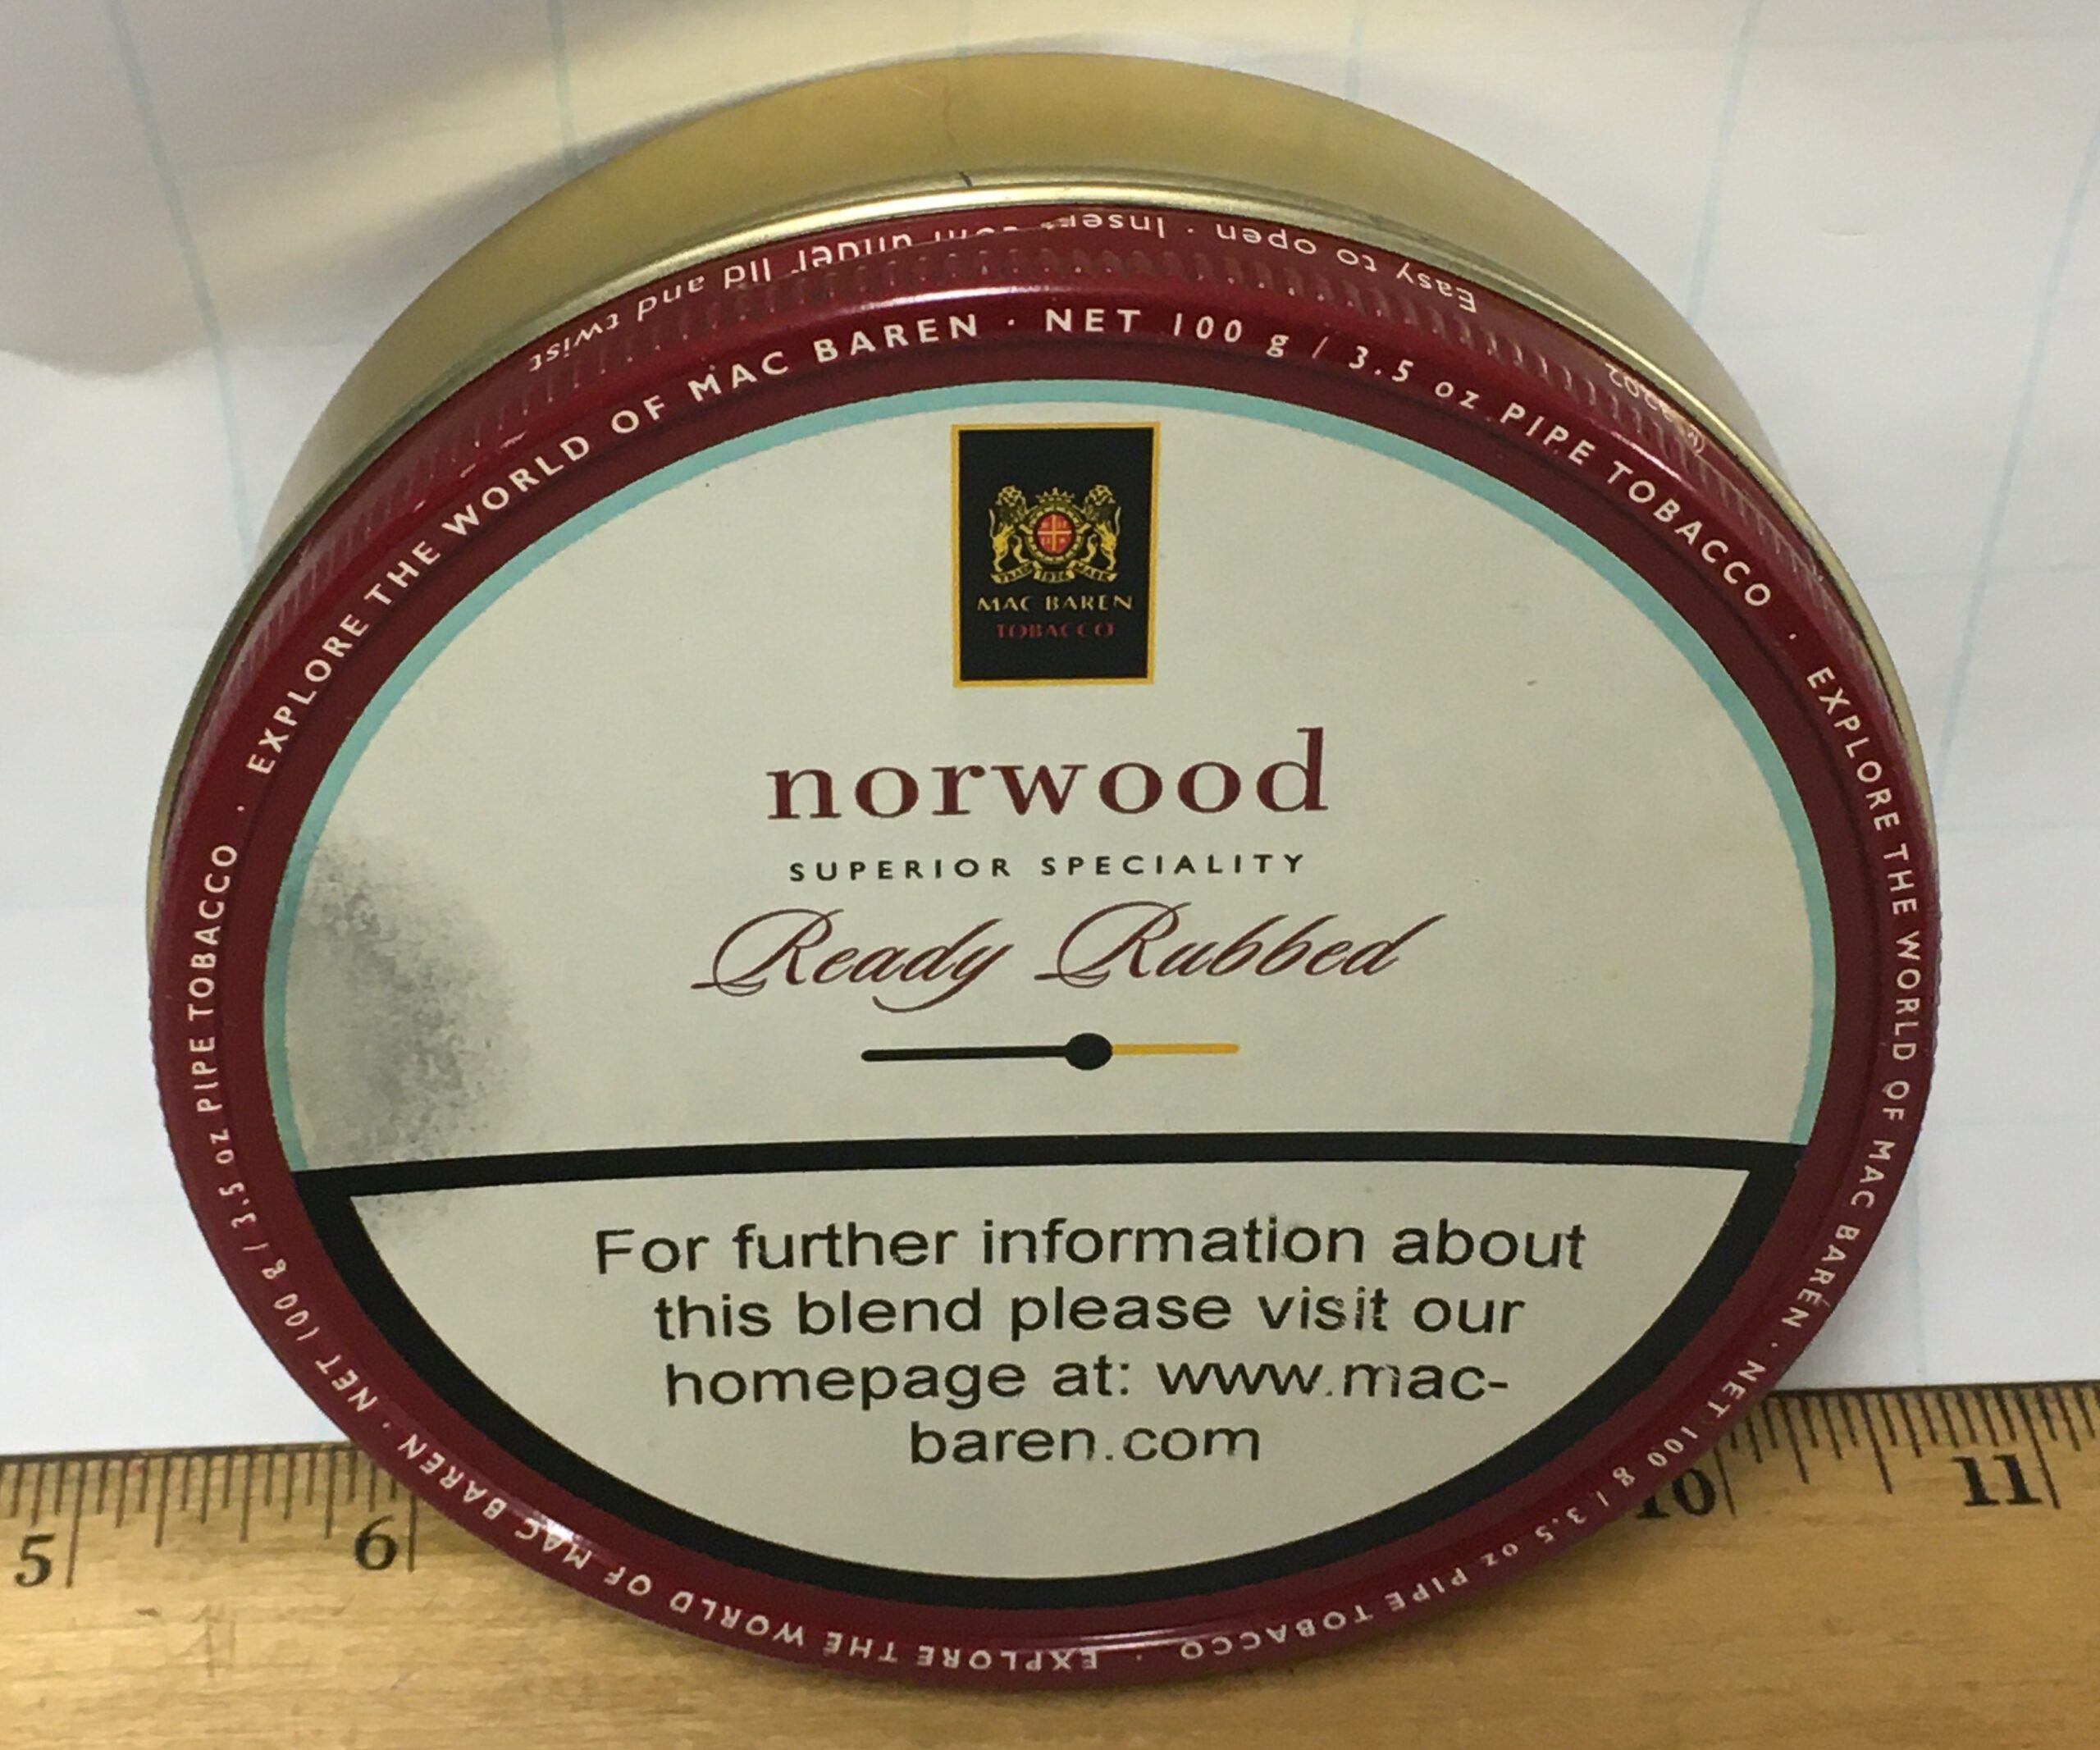 Easy to open · Insert under lid and twist
EXPLORE THE WORLD OF MAC BAREN · NET 100 g / 3.5 oz PIPE TOBACCO ·
EXPLORE THE WORLD OF MAC BAREN · NET 100 g / 3.5 oz PIPE TOBACCO ·
EXPLORE THE WORLD OF MAC BAREN · NET 100 g / 3.5 oz PIPE TOBACCO ·
TRADE 1826 MARK
MAC BAREN
TOBACCO
norwood
SUPERIOR SPECIALITY
Ready Rubbed
For further information about
this blend please visit our
homepage at: www.mac-
baren.com
5 6 10 11